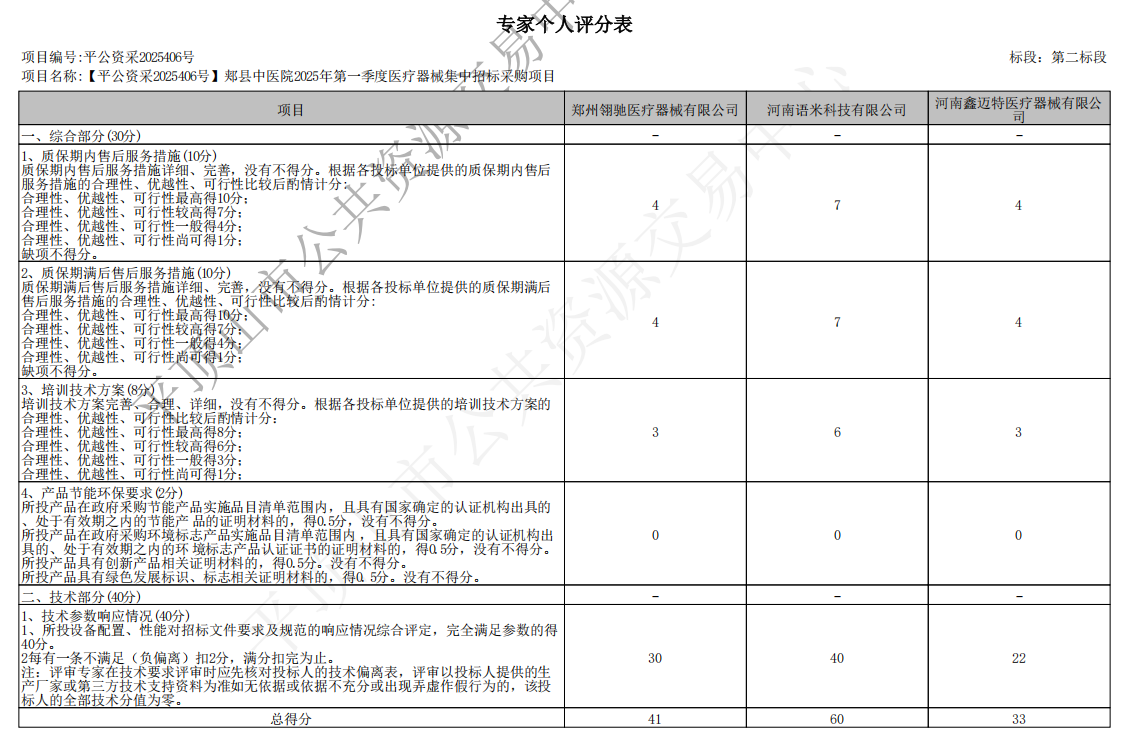 专家个人评分表
项目编号:平公资采2025406号
标段: 第二标段
项目名称:【平公资采2025406号】郏县中医院2025年第一季度医疗器械集中招标采购项目
项目
郑州翎驰医疗器械有限公司
河南语米科技有限公司
河南鑫迈特医疗器械有限公
司
一、综合部分(30分)
－
－
－
1、质保期内售后服务措施(10分)
质保期内售后服务措施详细、完善，没有不得分。根据各投标单位提供的质保期内售后
服务措施的合理性、优越性、可行性比较后酌情计分:
合理性、优越性、可行性最高得10分;
合理性、优越性、可行性较高得7分;
合理性、优越性、可行性一般得4分;
合理性、优越性、可行性尚可得1分;
缺项不得分。
4
7
4
2、质保期满后售后服务措施(10分)
质保期满后售后服务措施详细、完善，没有不得分。根据各投标单位提供的质保期满后
售后服务措施的合理性、优越性、可行性比较后酌情计分:
合理性、优越性、可行性最高得10分;
合理性、优越性、可行性较高得7分;
合理性、优越性、可行性一般得4分;
合理性、优越性、可行性尚可得1分;
缺项不得分。
4
7
4
3、培训技术方案(8分)
培训技术方案完善、合理、详细，没有不得分。根据各投标单位提供的培训技术方案的
合理性、优越性、可行性比较后酌情计分:
合理性、优越性、可行性最高得8分;
合理性、优越性、可行性较高得6分;
合理性、优越性、可行性一般得3分;
合理性、优越性、可行性尚可得1分;
3
6
3
4、产品节能环保要求(2分)
所投产品在政府采购节能产品实施品目清单范围内，且具有国家确定的认证机构出具的
、处于有效期之内的节能产 品的证明材料的，得0.5分，没有不得分。
所投产品在政府采购环境标志产品实施品目清单范围内 ，且具有国家确定的认证机构出
具的、处于有效期之内的环 境标志产品认证证书的证明材料的，得0.5分，没有不得分。
所投产品具有创新产品相关证明材料的，得0.5分。没有不得分。
所投产品具有绿色发展标识、标志相关证明材料的，得0.5分。没有不得分。
0
0
0
二、技术部分(40分)
－
－
－
1、技术参数响应情况(40分)
1、所投设备配置、性能对招标文件要求及规范的响应情况综合评定，完全满足参数的得
40分。
2每有一条不满足（负偏离）扣2分，满分扣完为止。
注: 评审专家在技术要求评审时应先核对投标人的技术偏离表，评审以投标人提供的生
产厂家或第三方技术支持资料为准如无依据或依据不充分或出现弄虚作假行为的，该投
标人的全部技术分值为零。
30
40
22
总得分
41
60
33
平顶山市公共资源交易中心
平顶山市公共资源交易中心